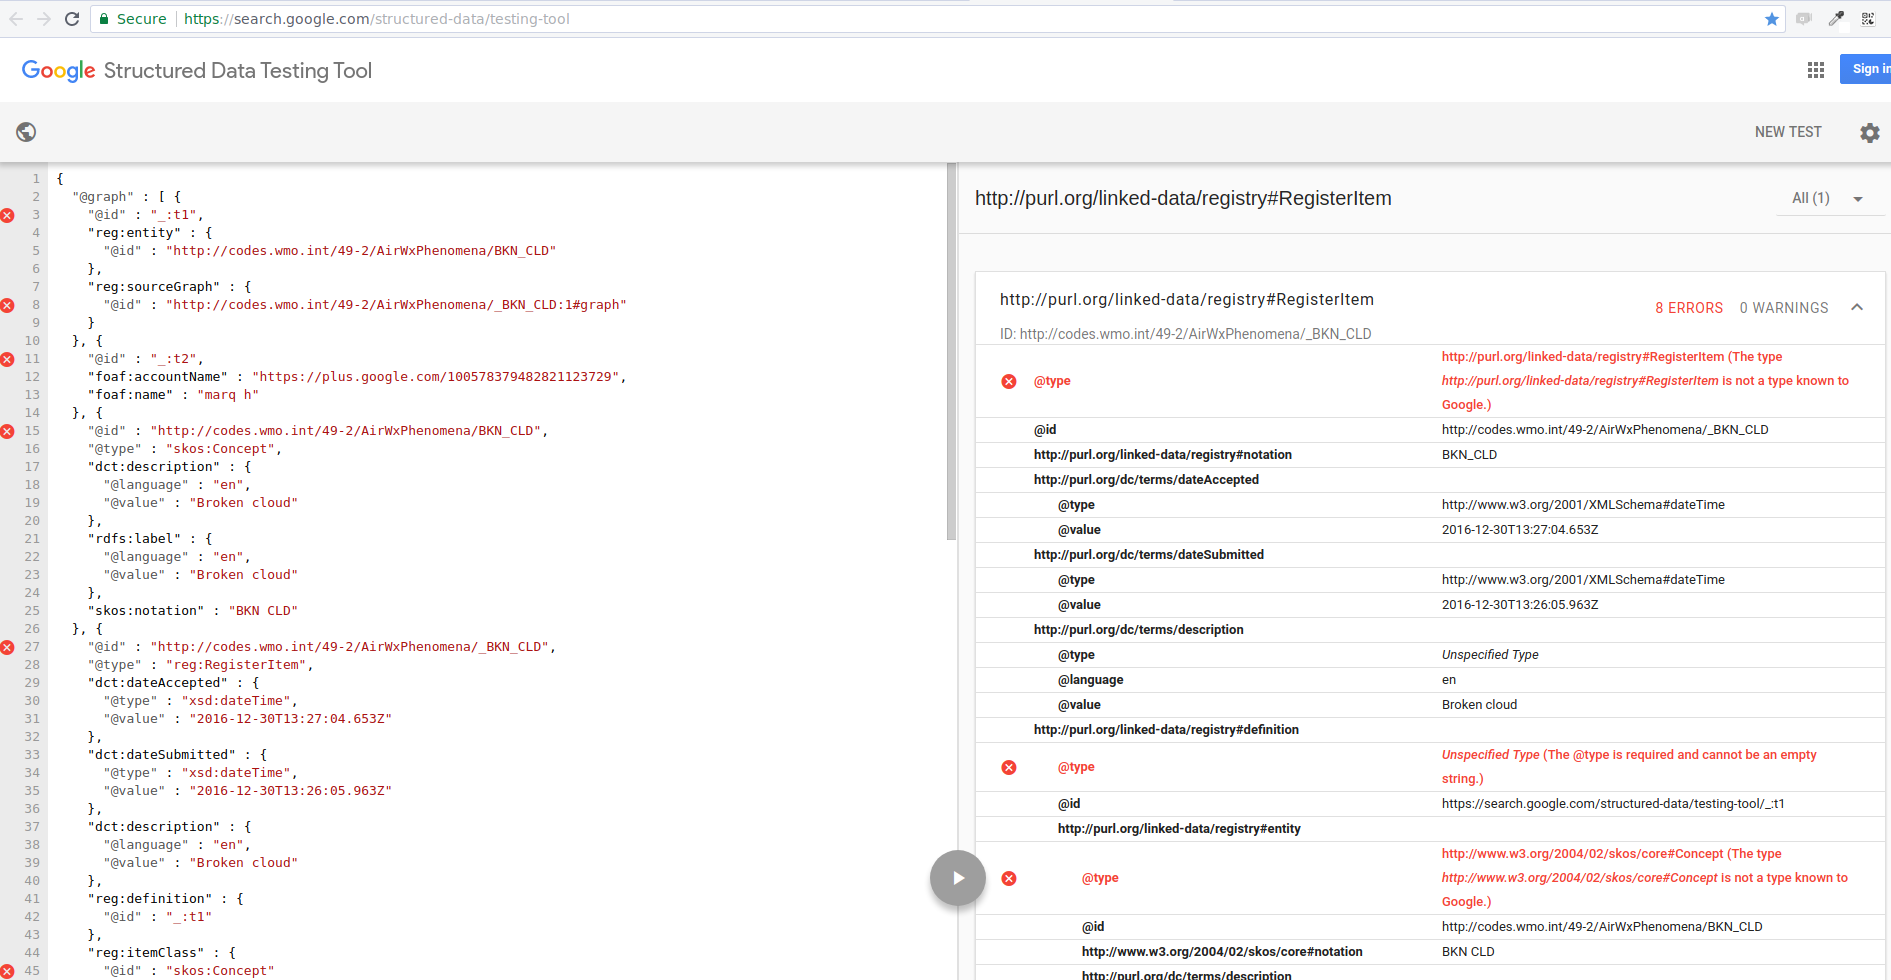 Secure https://search.google.com/structured-data/testing-tool
Google Structured Data Testing Tool
Sign in
NEW TEST
1 {
2 "@graph" : [ {
3 "@id" : "_:t1",
4 "reg:entity" : {
5 "@id" : "http://codes.wmo.int/49-2/AirWxPhenomena/BKN_CLD"
6 },
7 "reg:sourceGraph" : {
8 "@id" : "http://codes.wmo.int/49-2/AirWxPhenomena/_BKN_CLD:1#graph"
9 }
10 }, {
11 "@id" : "_:t2",
12 "foaf:accountName" : "https://plus.google.com/100578379482821123729",
13 "foaf:name" : "marq h"
14 }, {
15 "@id" : "http://codes.wmo.int/49-2/AirWxPhenomena/BKN_CLD",
16 "@type" : "skos:Concept",
17 "dct:description" : {
18 "@language" : "en",
19 "@value" : "Broken cloud"
20 },
21 "rdfs:label" : {
22 "@language" : "en",
23 "@value" : "Broken cloud"
24 },
25 "skos:notation" : "BKN CLD"
26 }, {
27 "@id" : "http://codes.wmo.int/49-2/AirWxPhenomena/_BKN_CLD",
28 "@type" : "reg:RegisterItem",
29 "dct:dateAccepted" : {
30 "@type" : "xsd:dateTime",
31 "@value" : "2016-12-30T13:27:04.653Z"
32 },
33 "dct:dateSubmitted" : {
34 "@type" : "xsd:dateTime",
35 "@value" : "2016-12-30T13:26:05.963Z"
36 },
37 "dct:description" : {
38 "@language" : "en",
39 "@value" : "Broken cloud"
40 },
41 "reg:definition" : {
42 "@id" : "_:t1"
43 },
44 "reg:itemClass" : {
45 "@id" : "skos:Concept"
http://purl.org/linked-data/registry#RegisterItem
All (1)
http://purl.org/linked-data/registry#RegisterItem
8 ERRORS 0 WARNINGS
ID: http://codes.wmo.int/49-2/AirWxPhenomena/_BKN_CLD
@type http://purl.org/linked-data/registry#RegisterItem (The type
http://purl.org/linked-data/registry#RegisterItem is not a type known to
Google.)
@id http://codes.wmo.int/49-2/AirWxPhenomena/_BKN_CLD
http://purl.org/linked-data/registry#notation BKN_CLD
http://purl.org/dc/terms/dateAccepted
@type http://www.w3.org/2001/XMLSchema#dateTime
@value 2016-12-30T13:27:04.653Z
http://purl.org/dc/terms/dateSubmitted
@type http://www.w3.org/2001/XMLSchema#dateTime
@value 2016-12-30T13:26:05.963Z
http://purl.org/dc/terms/description
@type Unspecified Type
@language en
@value Broken cloud
http://purl.org/linked-data/registry#definition
@type Unspecified Type (The @type is required and cannot be an empty
string.)
@id https://search.google.com/structured-data/testing-tool/_:t1
http://purl.org/linked-data/registry#entity
@type http://www.w3.org/2004/02/skos/core#Concept (The type
http://www.w3.org/2004/02/skos/core#Concept is not a type known to
Google.)
@id http://codes.wmo.int/49-2/AirWxPhenomena/BKN_CLD
http://www.w3.org/2004/02/skos/core#notation BKN CLD
http://purl.org/dc/terms/description